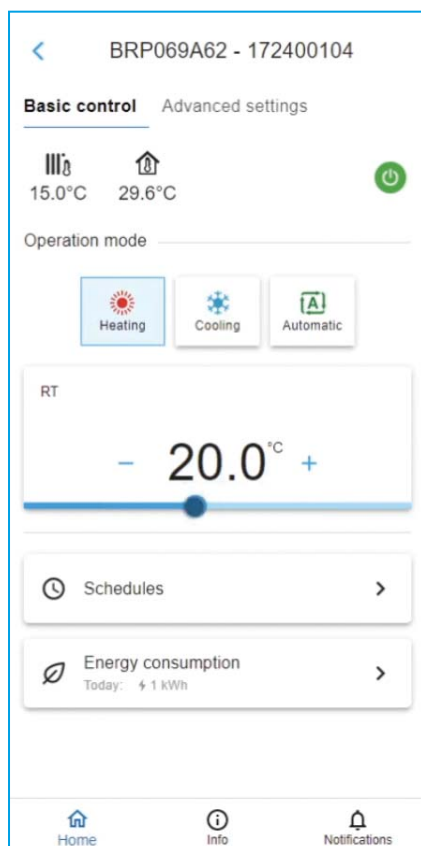 BRP069A62 - 172400104
Basic control Advanced settings
15.0°C 29.6°C
Operation mode
Heating Cooling Automatic
RT
− 20.0°C +
Schedules
Energy consumption
Today: 1 kWh
Home Info Notifications